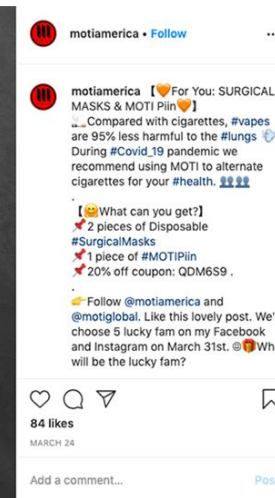 motiamerica • Follow
motiamerica 【🧡For You: SURGICAL
MASKS & MOTI Piin🧡】
🚬Compared with cigarettes, #vapes
are 95% less harmful to the #lungs
During #Covid_19 pandemic we
recommend using MOTI to alternate
cigarettes for your #health.
.
【🤗What can you get?】
📌2 pieces of Disposable
#SurgicalMasks
📌1 piece of #MOTIPiin
📌20% off coupon: QDM6S9 .
.
👉Follow @motiamerica and
@motiglobal. Like this lovely post. We'
choose 5 lucky fam on my Facebook
and Instagram on March 31st. 🎁Wh
will be the lucky fam?
84 likes
MARCH 24
Add a comment...
Pos